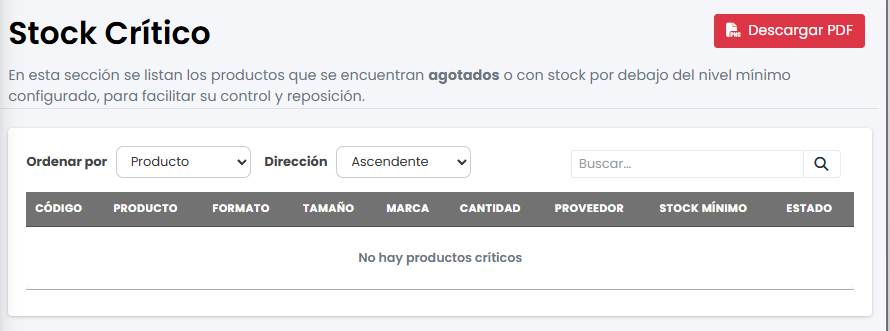 Stock Crítico
Descargar PDF
En esta sección se listan los productos que se encuentran agotados o con stock por debajo del nivel mínimo
configurado, para facilitar su control y reposición.
Ordenar por Producto Dirección Ascendente Buscar...
CÓDIGO PRODUCTO FORMATO TAMAÑO MARCA CANTIDAD PROVEEDOR STOCK MÍNIMO ESTADO
No hay productos críticos